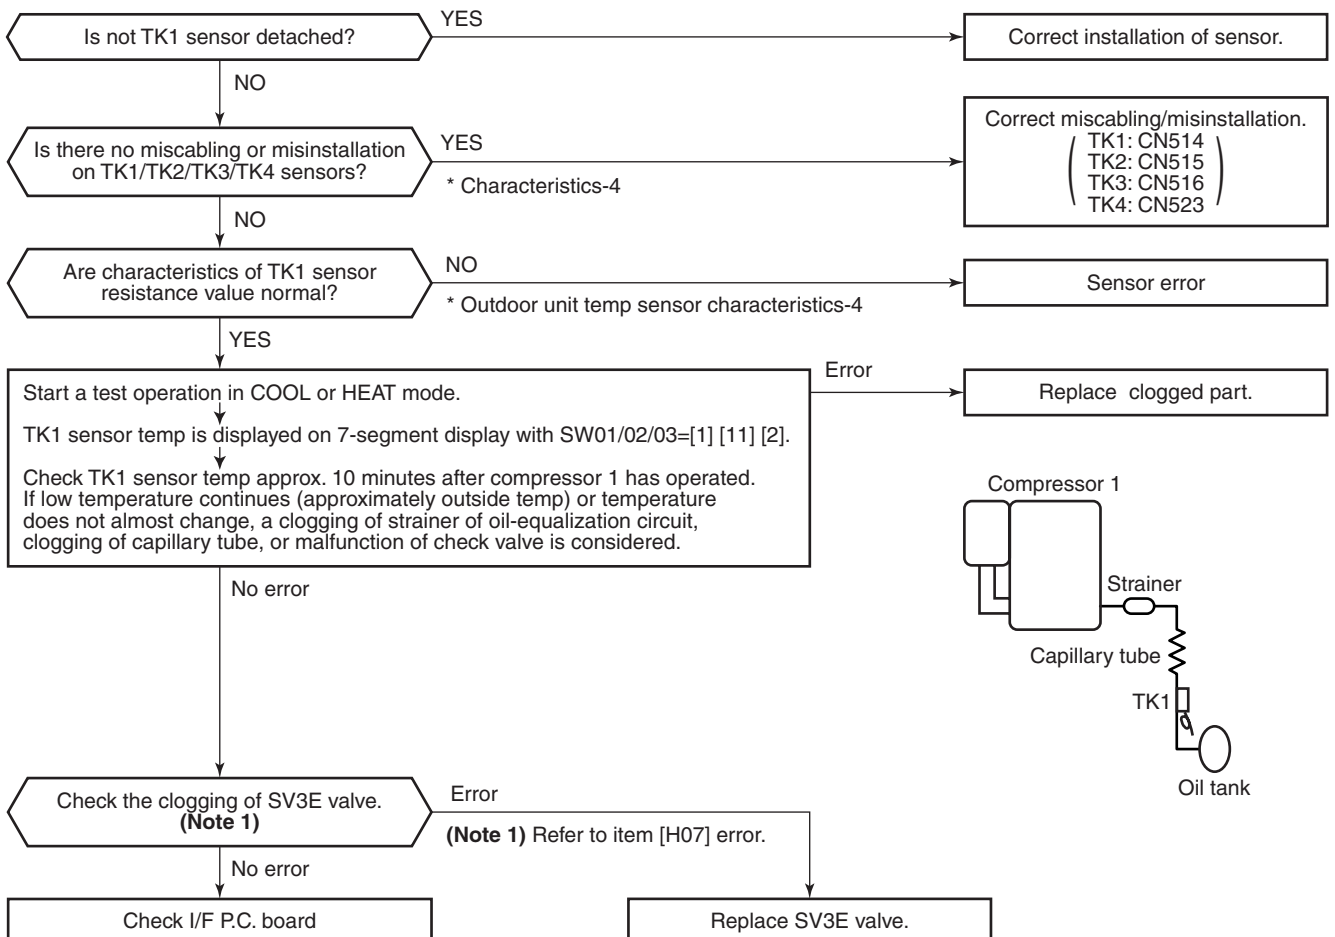 Is not TK1 sensor detached?
YES
Correct installation of sensor.
NO
Is there no miscabling or misinstallation
on TK1/TK2/TK3/TK4 sensors?
YES
* Characteristics-4
Correct miscabling/misinstallation.
TK1: CN514
TK2: CN515
TK3: CN516
TK4: CN523
NO
Are characteristics of TK1 sensor
resistance value normal?
NO
* Outdoor unit temp sensor characteristics-4
Sensor error
YES
Start a test operation in COOL or HEAT mode.
TK1 sensor temp is displayed on 7-segment display with SW01/02/03=[1] [11] [2].
Check TK1 sensor temp approx. 10 minutes after compressor 1 has operated.
If low temperature continues (approximately outside temp) or temperature
does not almost change, a clogging of strainer of oil-equalization circuit,
clogging of capillary tube, or malfunction of check valve is considered.
Error
Replace clogged part.
Compressor 1
Strainer
Capillary tube
TK1
Oil tank
No error
Check the clogging of SV3E valve.
(Note 1)
Error
(Note 1) Refer to item [H07] error.
No error
Check I/F P.C. board
Replace SV3E valve.